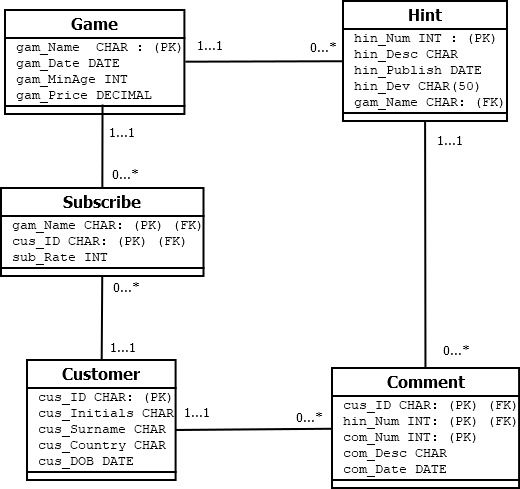 Game
gam_Name  CHAR : (PK)
gam_Date DATE
gam_MinAge INT
gam_Price DECIMAL
1...1
0...*
Hint
hin_Num INT : (PK)
hin_Desc CHAR
hin_Publish DATE
hin_Dev CHAR(50)
gam_Name CHAR: (FK)
1...1
0...*
1...1
0...*
Subscribe
gam_Name CHAR: (PK) (FK)
cus_ID CHAR: (PK) (FK)
sub_Rate INT
0...*
1...1
Customer
cus_ID CHAR: (PK)
cus_Initials CHAR
cus_Surname CHAR
cus_Country CHAR
cus_DOB DATE
1...1
0...*
Comment
cus_ID CHAR: (PK) (FK)
hin_Num INT: (PK) (FK)
com_Num INT: (PK)
com_Desc CHAR
com_Date DATE